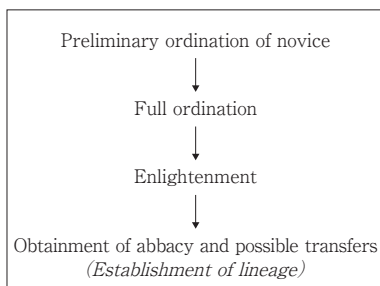 Preliminary ordination of novice
Full ordination
Enlightenment
Obtainment of abbacy and possible transfers
(Establishment of lineage)